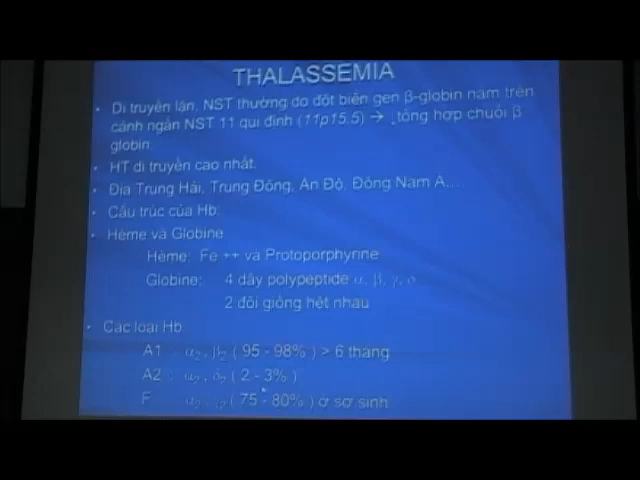 THALASSEMIA
• Di truyền lặn, NST thường do đột biến gen β-globin nằm trên
cánh ngắn NST 11 qui định (11p15.5) → tổng hợp chuỗi β
globin.
• HT di truyền cao nhất.
• Địa Trung Hải, Trung Đông, Ấn Độ, Đông Nam Á....
• Cấu trúc của Hb:
• Hème và Globine
Hème: Fe ++ và Protoporphyrine
Globine: 4 dây polypeptide α, β, γ, δ
2 đôi giống hệt nhau
• Các loại Hb:
A1 : α2, β2 ( 95 - 98% ) > 6 tháng
A2 : α2, δ2 ( 2 - 3% )
F α2, γ2 ( 75 - 80% ) ở sơ sinh